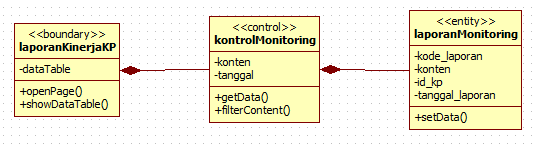 <<boundary>>
laporanKinerjaKP
-dataTable
+openPage()
+showDataTable()
<<control>>
kontrolMonitoring
-konten
-tanggal
+getData()
+filterContent()
<<entity>>
laporanMonitoring
-kode_laporan
-konten
-id_kp
-tanggal_laporan
+setData()